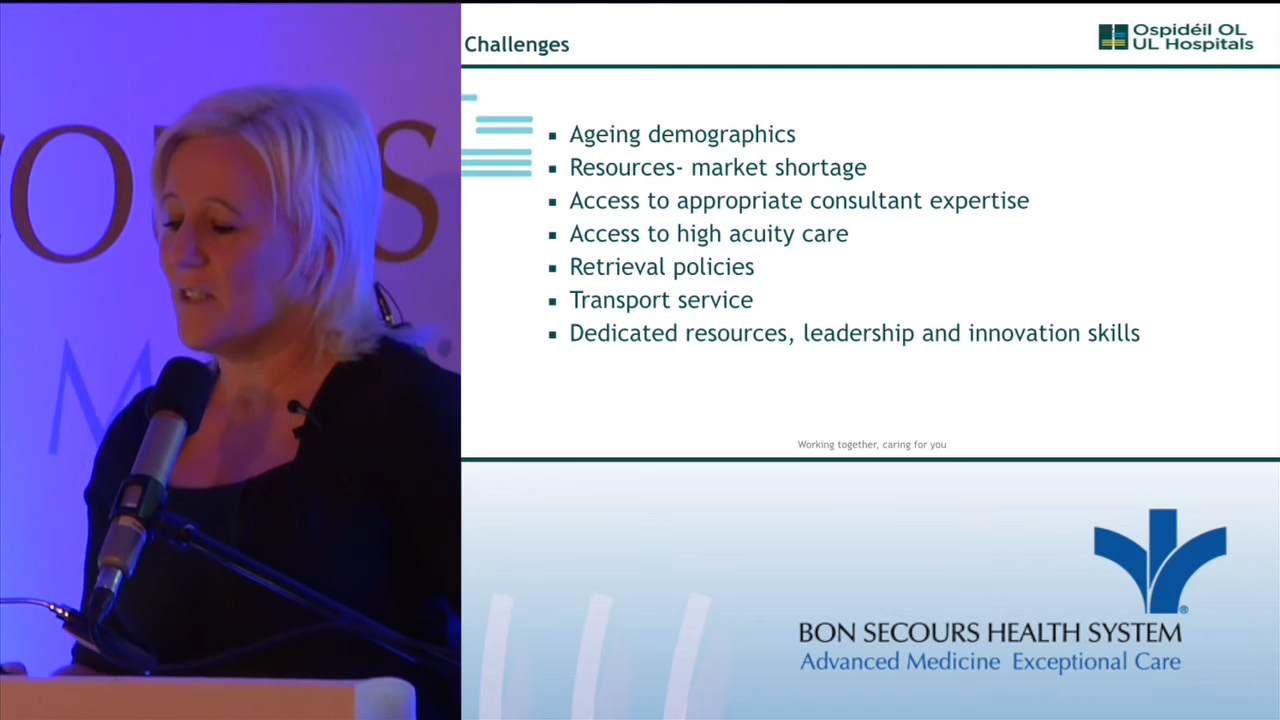 COURS
M
Challenges
Ospidéil OL
UL Hospitals
Ageing demographics
Resources- market shortage
Access to appropriate consultant expertise
Access to high acuity care
Retrieval policies
Transport service
Dedicated resources, leadership and innovation skills
Working together, caring for you
BON SECOURS HEALTH SYSTEM
®
Advanced Medicine Exceptional Care